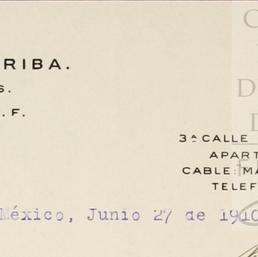 RIBA.
S.
. F.
3A CALLE
APART
CABLE: MA
TELEF
México, Junio 27 de 1910